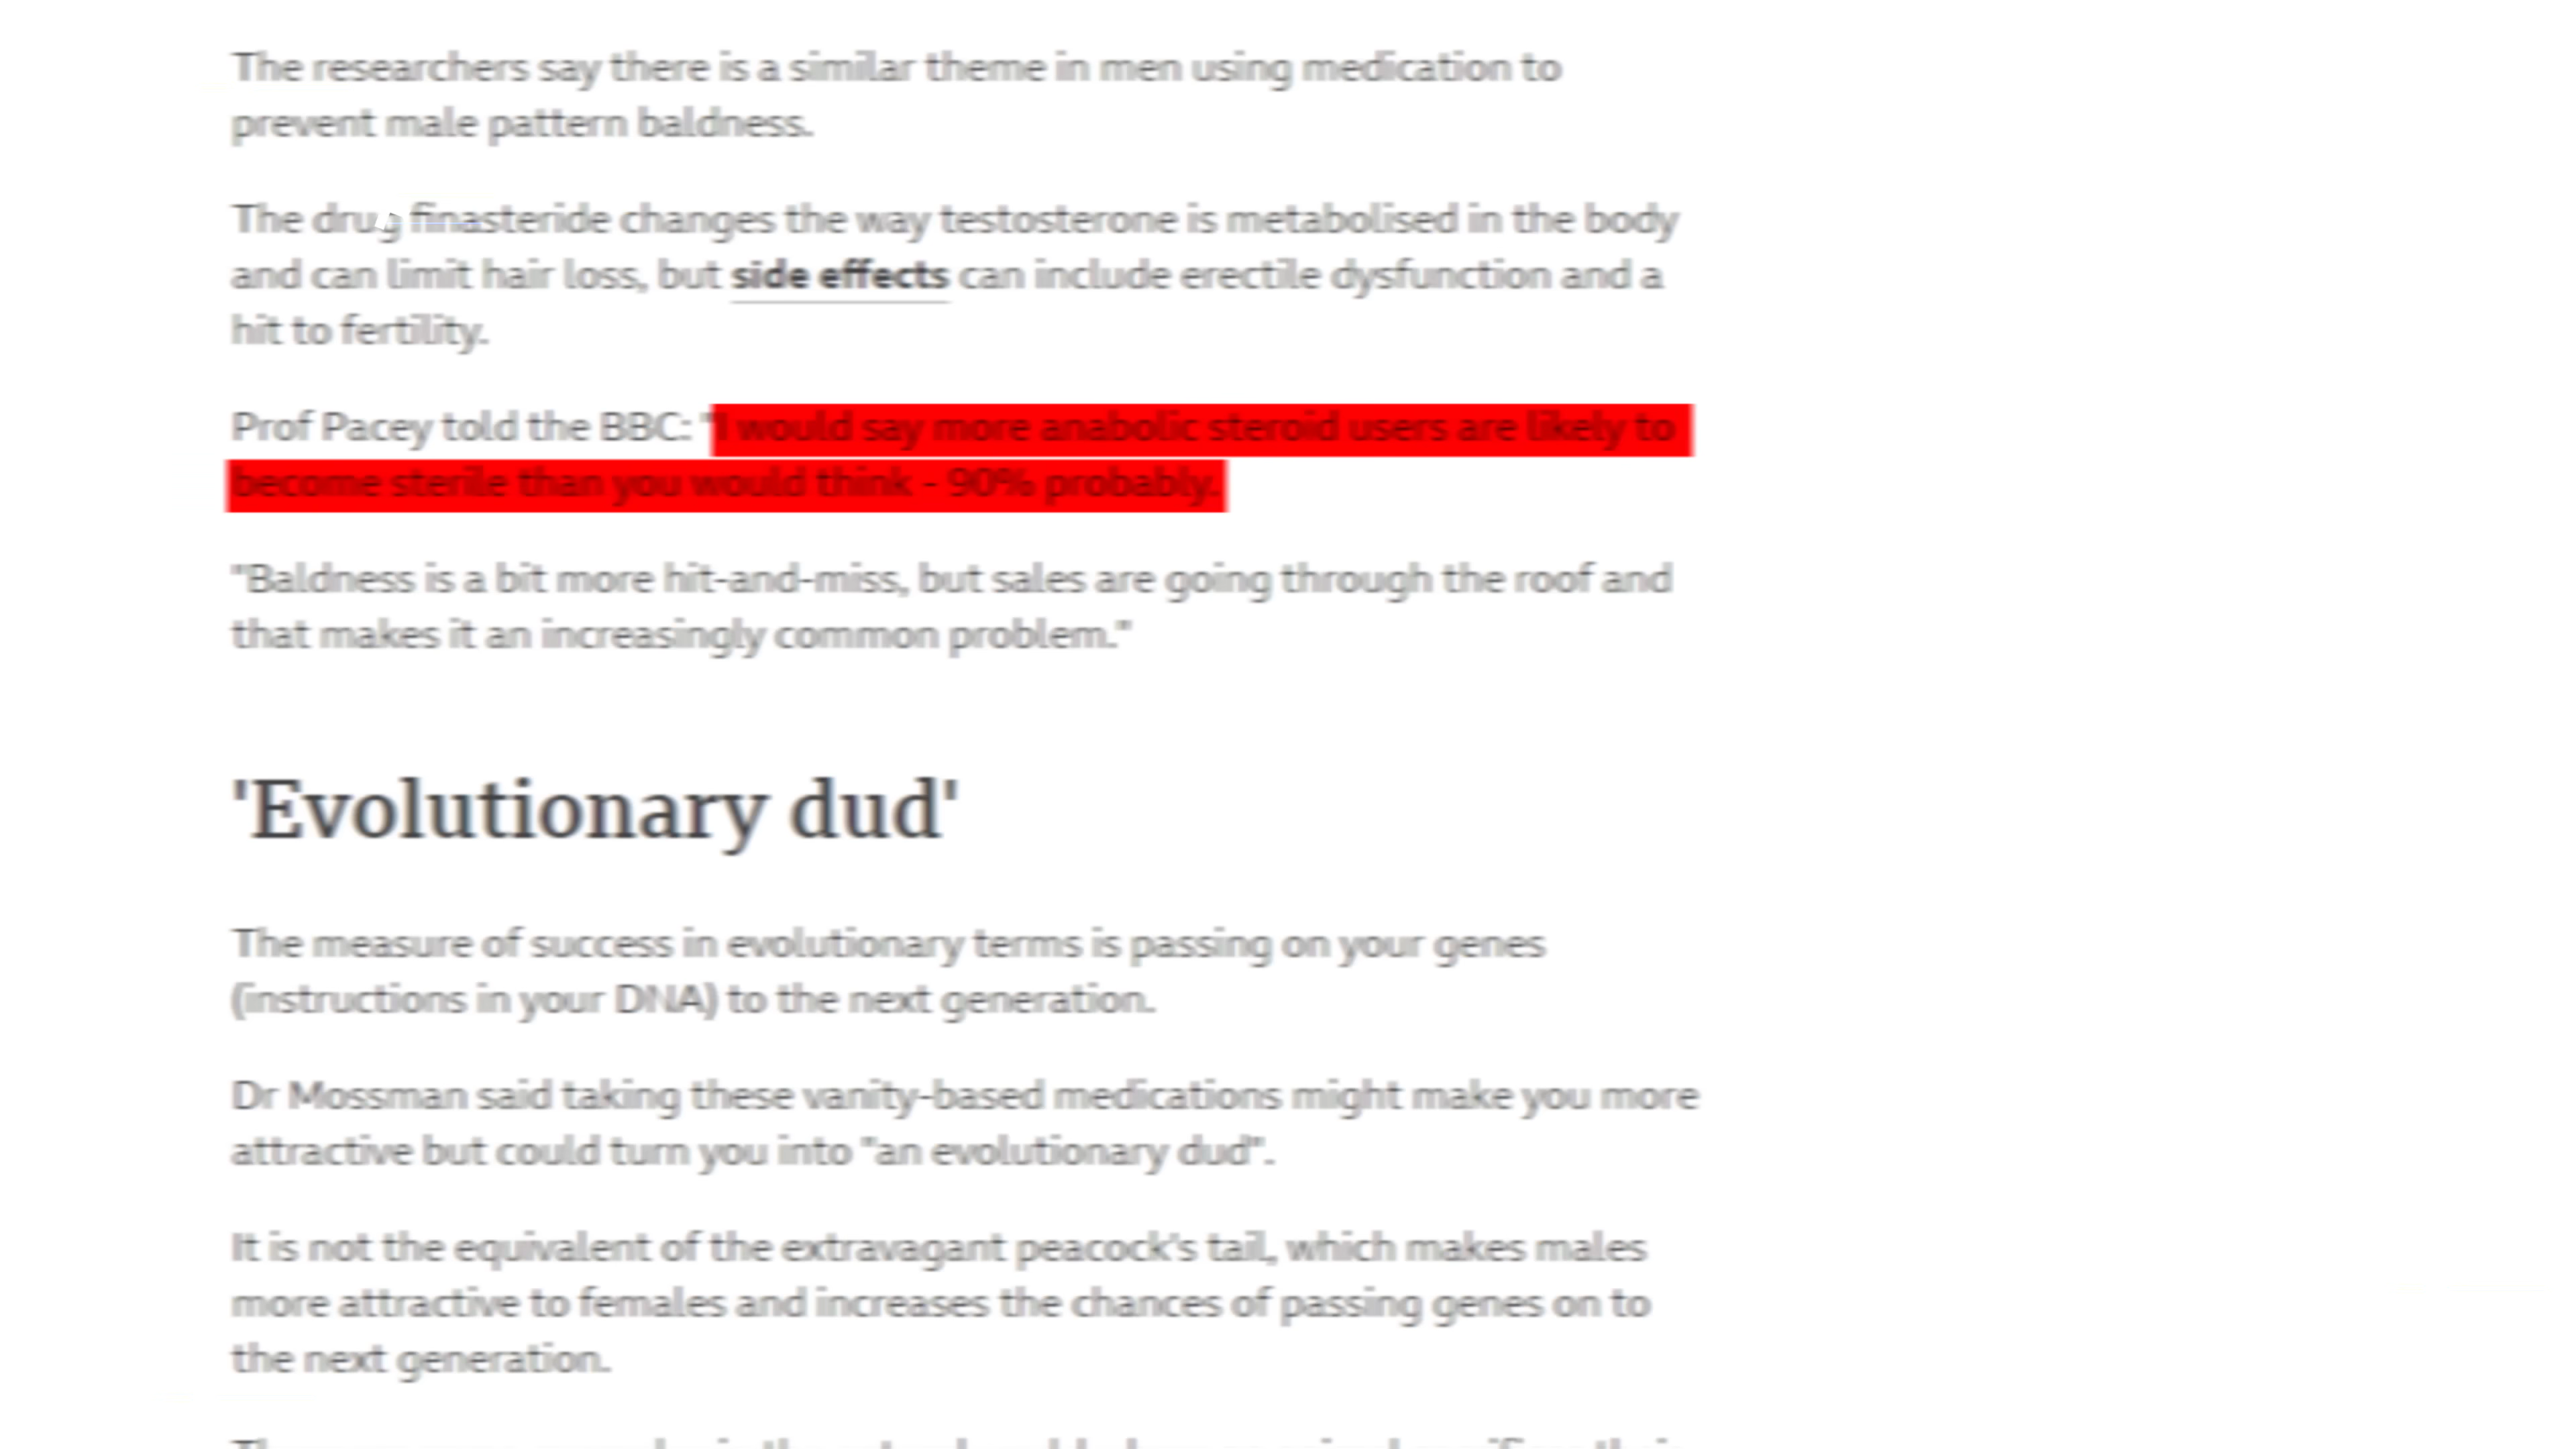 The researchers say there is a similar theme in men using medication to
prevent male pattern baldness.
The drug finasteride changes the way testosterone is metabolised in the body
and can limit hair loss, but side effects can include erectile dysfunction and a
hit to fertility.
Prof Pacey told the BBC: "I would say more anabolic steroid users are likely to
become sterile than you would think - 90% probably.
"Baldness is a bit more hit-and-miss, but sales are going through the roof and
that makes it an increasingly common problem."
'Evolutionary dud'
The measure of success in evolutionary terms is passing on your genes
(instructions in your DNA) to the next generation.
Dr Mossman said taking these vanity-based medications might make you more
attractive but could turn you into "an evolutionary dud".
It is not the equivalent of the extravagant peacock's tail, which makes males
more attractive to females and increases the chances of passing genes on to
the next generation.